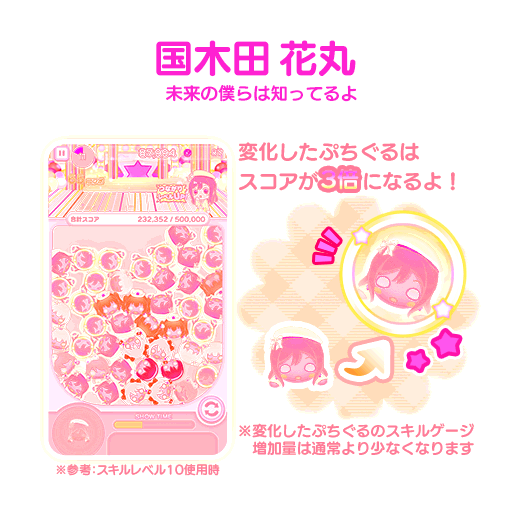 国木田 花丸
未来の僕らは知ってるよ
変化したぷちぐるは
スコアが3倍になるよ！
合計スコア
232,352 / 500,000
SHOW TIME
※変化したぷちぐるのスキルゲージ
増加量は通常より少なくなります
※参考：スキルレベル10使用時